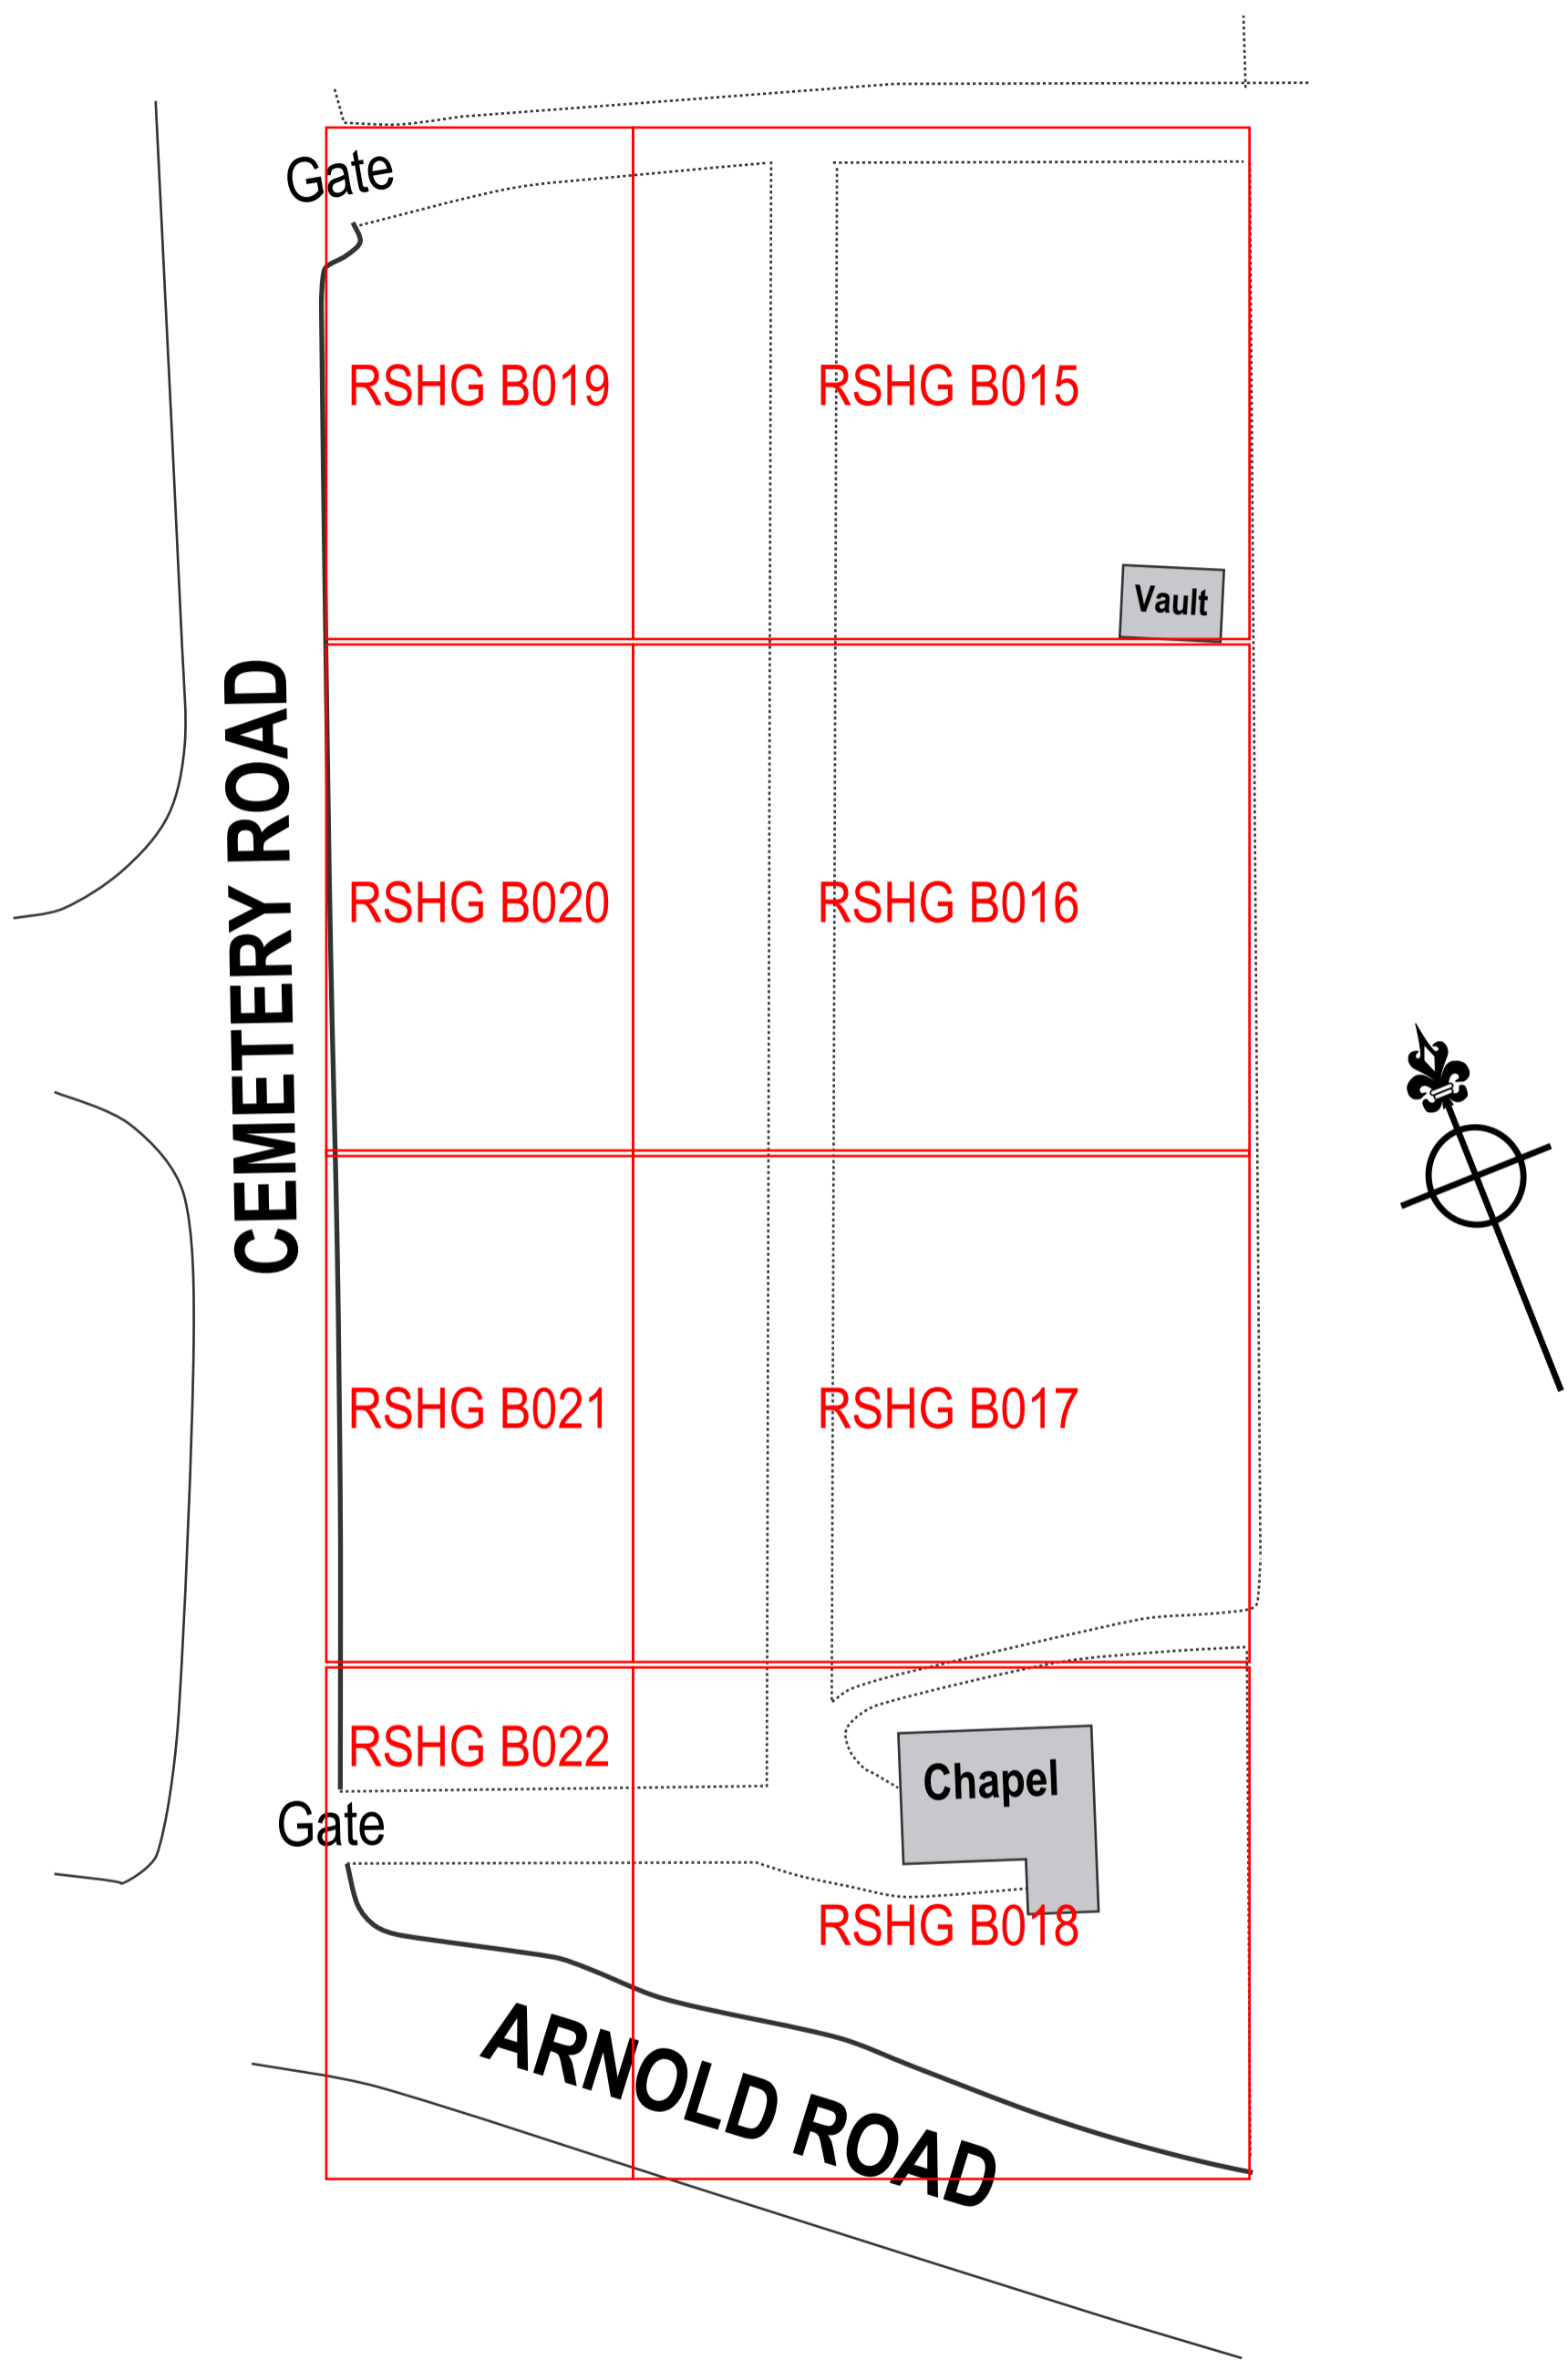 Gate
RSHG B019
RSHG B015
Vault
CEMETERY ROAD
RSHG B020
RSHG B016
RSHG B021
RSHG B017
RSHG B022
Chapel
Gate
RSHG B018
ARNOLD ROAD